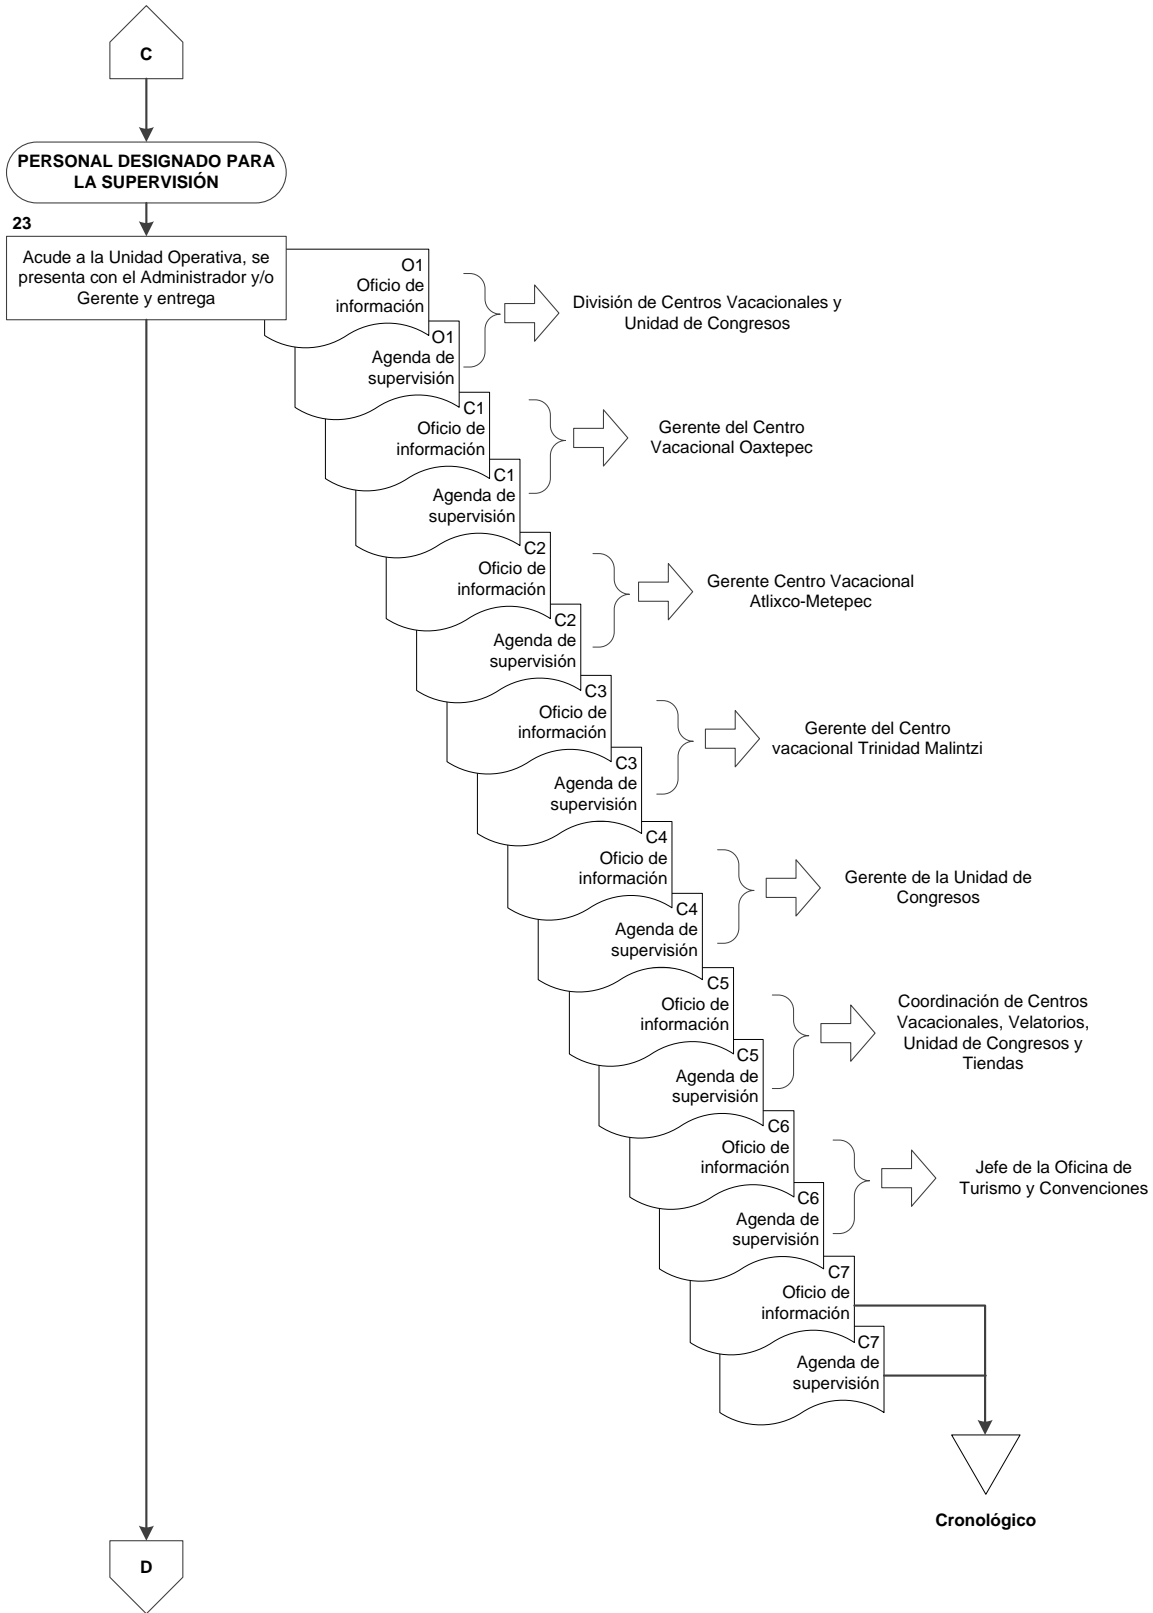 C
PERSONAL DESIGNADO PARA
LA SUPERVISIÓN
23
Acude a la Unidad Operativa, se
presenta con el Administrador y/o
Gerente y entrega
O1
Oficio de
información
O1
Agenda de
supervisión
División de Centros Vacacionales y
Unidad de Congresos
C1
Oficio de
información
C1
Agenda de
supervisión
Gerente del Centro
Vacacional Oaxtepec
C2
Oficio de
información
C2
Agenda de
supervisión
Gerente Centro Vacacional
Atlixco-Metepec
C3
Oficio de
información
C3
Agenda de
supervisión
Gerente del Centro
vacacional Trinidad Malintzi
C4
Oficio de
información
C4
Agenda de
supervisión
Gerente de la Unidad de
Congresos
C5
Oficio de
información
C5
Agenda de
supervisión
Coordinación de Centros
Vacacionales, Velatorios,
Unidad de Congresos y
Tiendas
C6
Oficio de
información
C6
Agenda de
supervisión
Jefe de la Oficina de
Turismo y Convenciones
C7
Oficio de
información
C7
Agenda de
supervisión
Cronológico
D